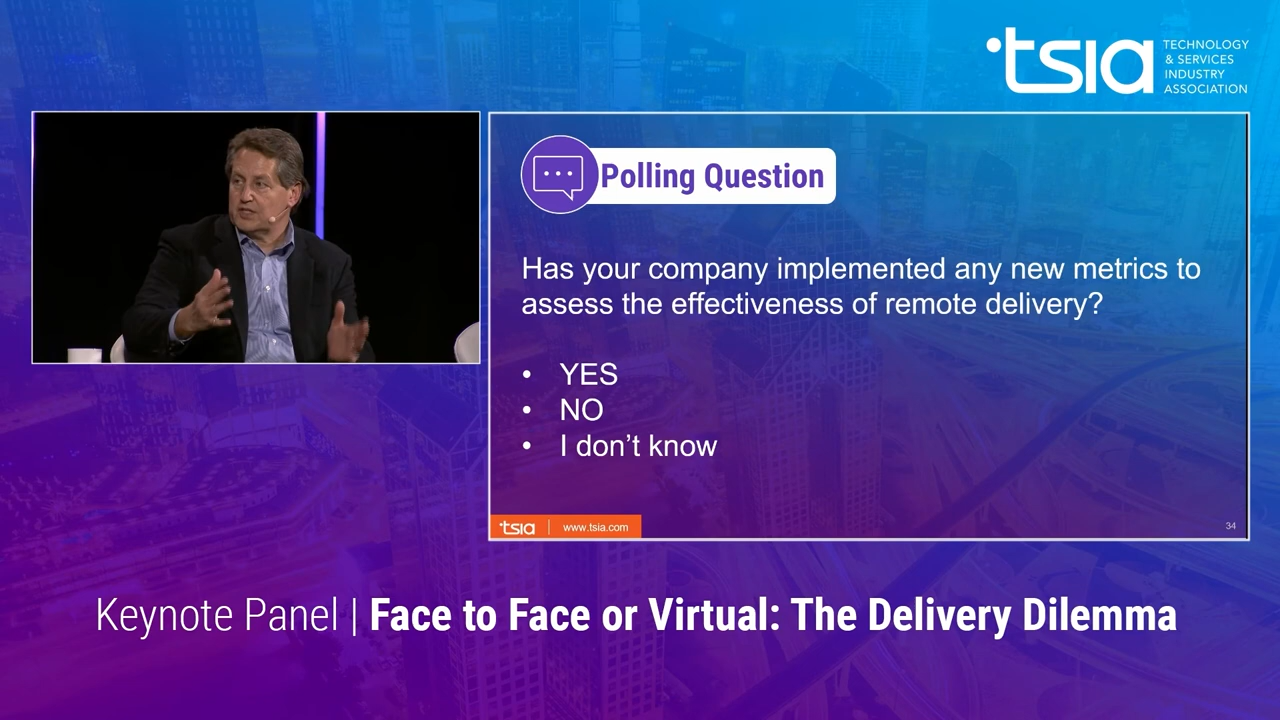 tsia
TECHNOLOGY
& SERVICES
INDUSTRY
ASSOCIATION
Polling Question
Has your company implemented any new metrics to
assess the effectiveness of remote delivery?
• YES
• NO
• I don’t know
tsia | www.tsia.com
34
Keynote Panel | Face to Face or Virtual: The Delivery Dilemma